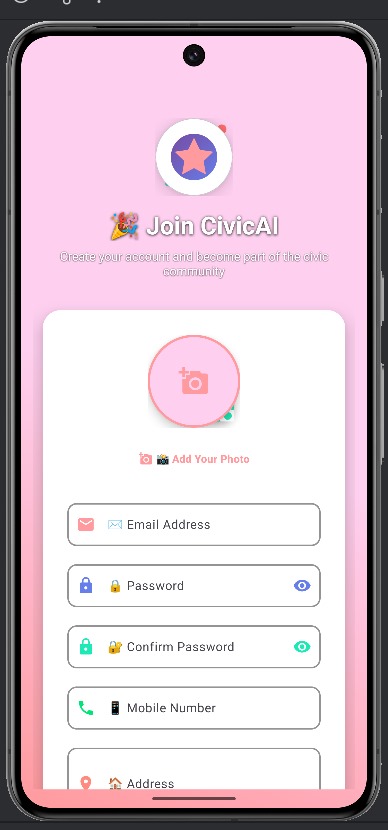 🎉 Join CivicAI
Create your account and become part of the civic
community
📸 Add Your Photo
✉️ Email Address
🔒 Password
🔐 Confirm Password
📱 Mobile Number
🏠 Address